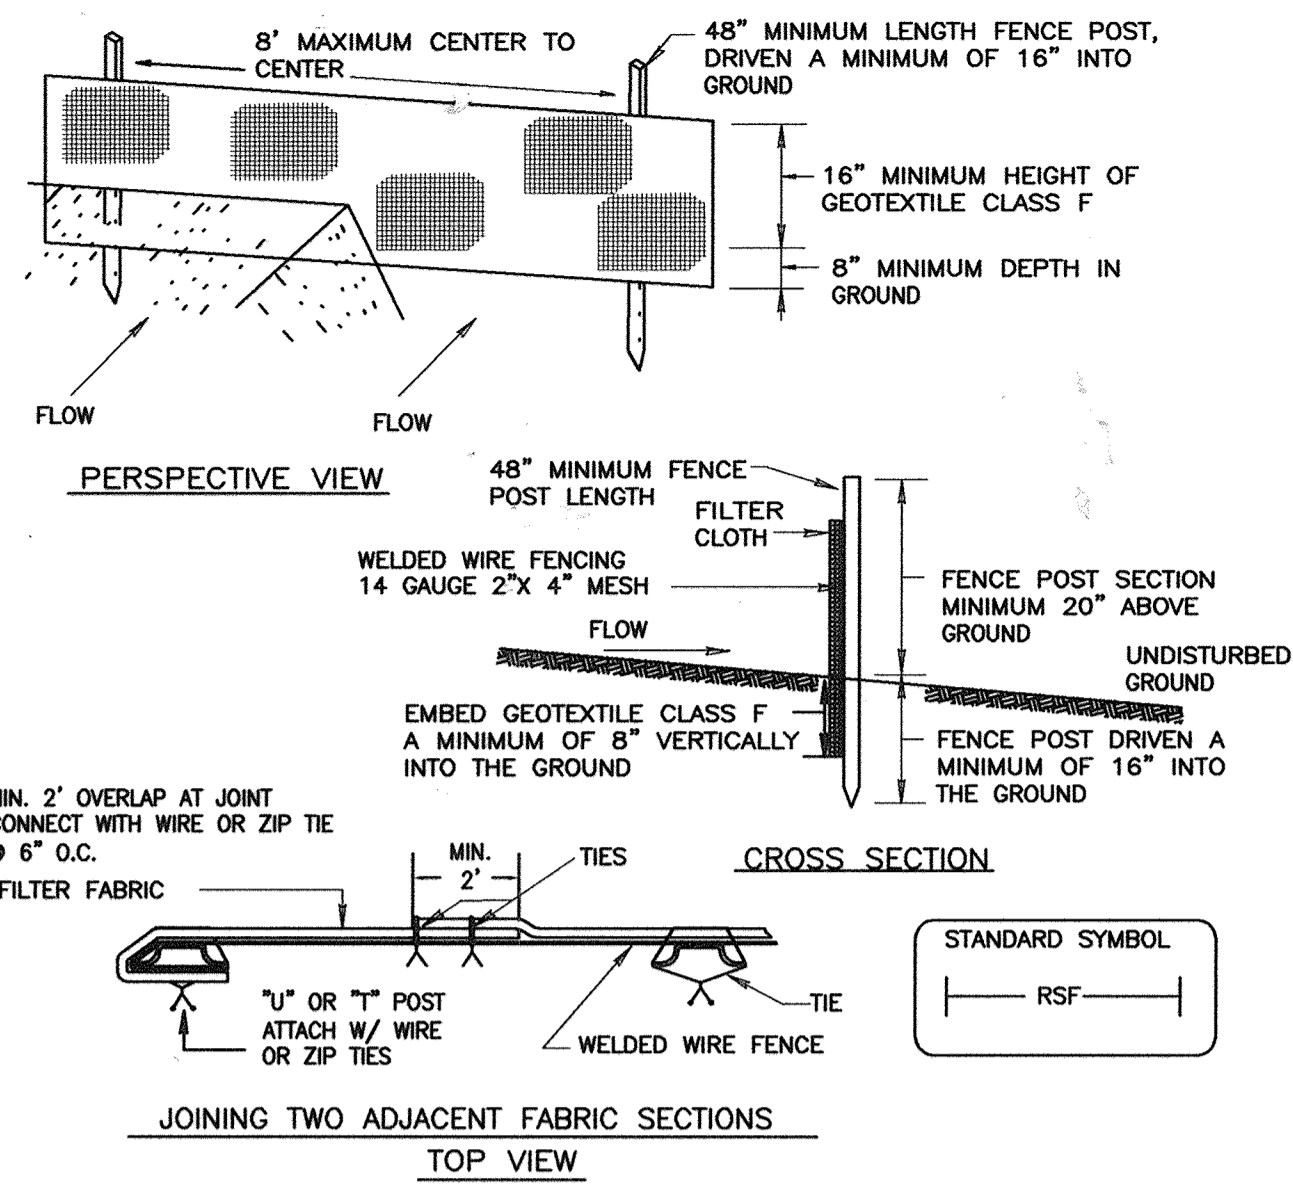 8' MAXIMUM CENTER TO
CENTER
48" MINIMUM LENGTH FENCE POST,
DRIVEN A MINIMUM OF 16" INTO
GROUND
16" MINIMUM HEIGHT OF
GEOTEXTILE CLASS F
8" MINIMUM DEPTH IN
GROUND
FLOW
FLOW
PERSPECTIVE VIEW
48" MINIMUM FENCE
POST LENGTH
FILTER
CLOTH
WELDED WIRE FENCING
14 GAUGE 2"X 4" MESH
FLOW
FENCE POST SECTION
MINIMUM 20" ABOVE
GROUND
UNDISTURBED
GROUND
EMBED GEOTEXTILE CLASS F
A MINIMUM OF 8" VERTICALLY
INTO THE GROUND
FENCE POST DRIVEN A
MINIMUM OF 16" INTO
THE GROUND
CROSS SECTION
IN. 2' OVERLAP AT JOINT
CONNECT WITH WIRE OR ZIP TIE
6" O.C.
FILTER FABRIC
MIN.
2'
TIES
"U" OR "T" POST
ATTACH W/ WIRE
OR ZIP TIES
WELDED WIRE FENCE
TIE
STANDARD SYMBOL
RSF
JOINING TWO ADJACENT FABRIC SECTIONS
TOP VIEW